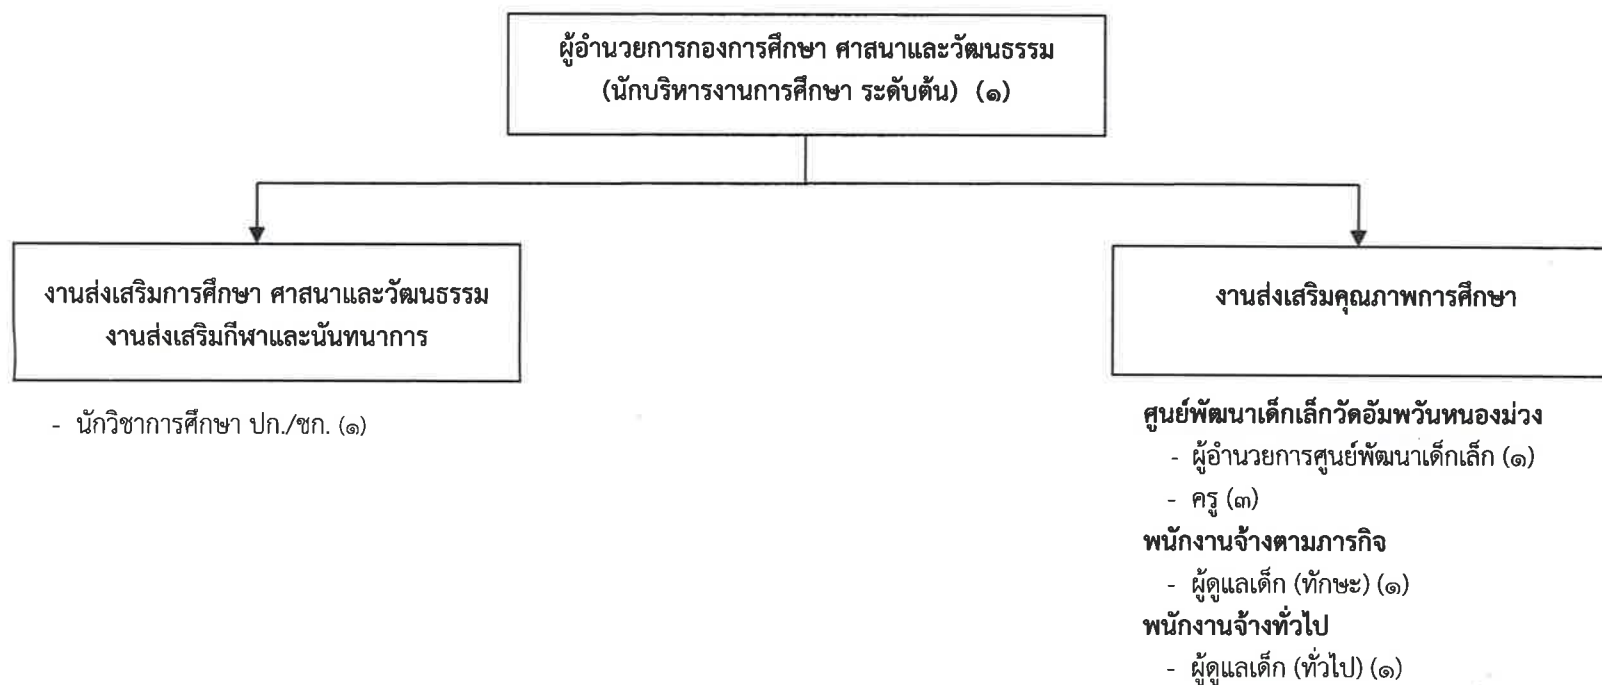 ผู้อำนวยการกองการศึกษา ศาสนาและวัฒนธรรม
(นักบริหารงานการศึกษา ระดับต้น) (๑)
งานส่งเสริมการศึกษา ศาสนาและวัฒนธรรม
งานส่งเสริมกีฬาและนันทนาการ
- นักวิชาการศึกษา ปก./ชก. (๑)
งานส่งเสริมคุณภาพการศึกษา
ศูนย์พัฒนาเด็กเล็กวัดอัมพวันหนองม่วง
- ผู้อำนวยการศูนย์พัฒนาเด็กเล็ก (๑)
- ครู (๓)
พนักงานจ้างตามภารกิจ
- ผู้ดูแลเด็ก (ทักษะ) (๑)
พนักงานจ้างทั่วไป
- ผู้ดูแลเด็ก (ทั่วไป) (๑)